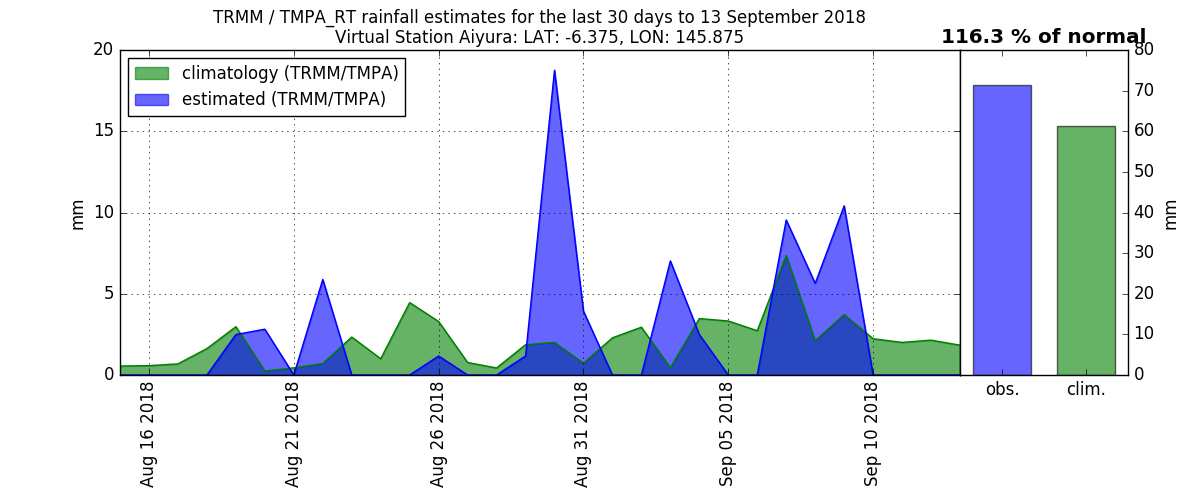 TRMM / TMPA_RT rainfall estimates for the last 30 days to 13 September 2018
Virtual Station Aiyura: LAT: -6.375, LON: 145.875
116.3 % of normal
climatology (TRMM/TMPA)
estimated (TRMM/TMPA)
20
15
10
5
0
mm
80
70
60
50
40
30
20
10
0
mm
Aug 16 2018
Aug 21 2018
Aug 26 2018
Aug 31 2018
Sep 05 2018
Sep 10 2018
obs.
clim.